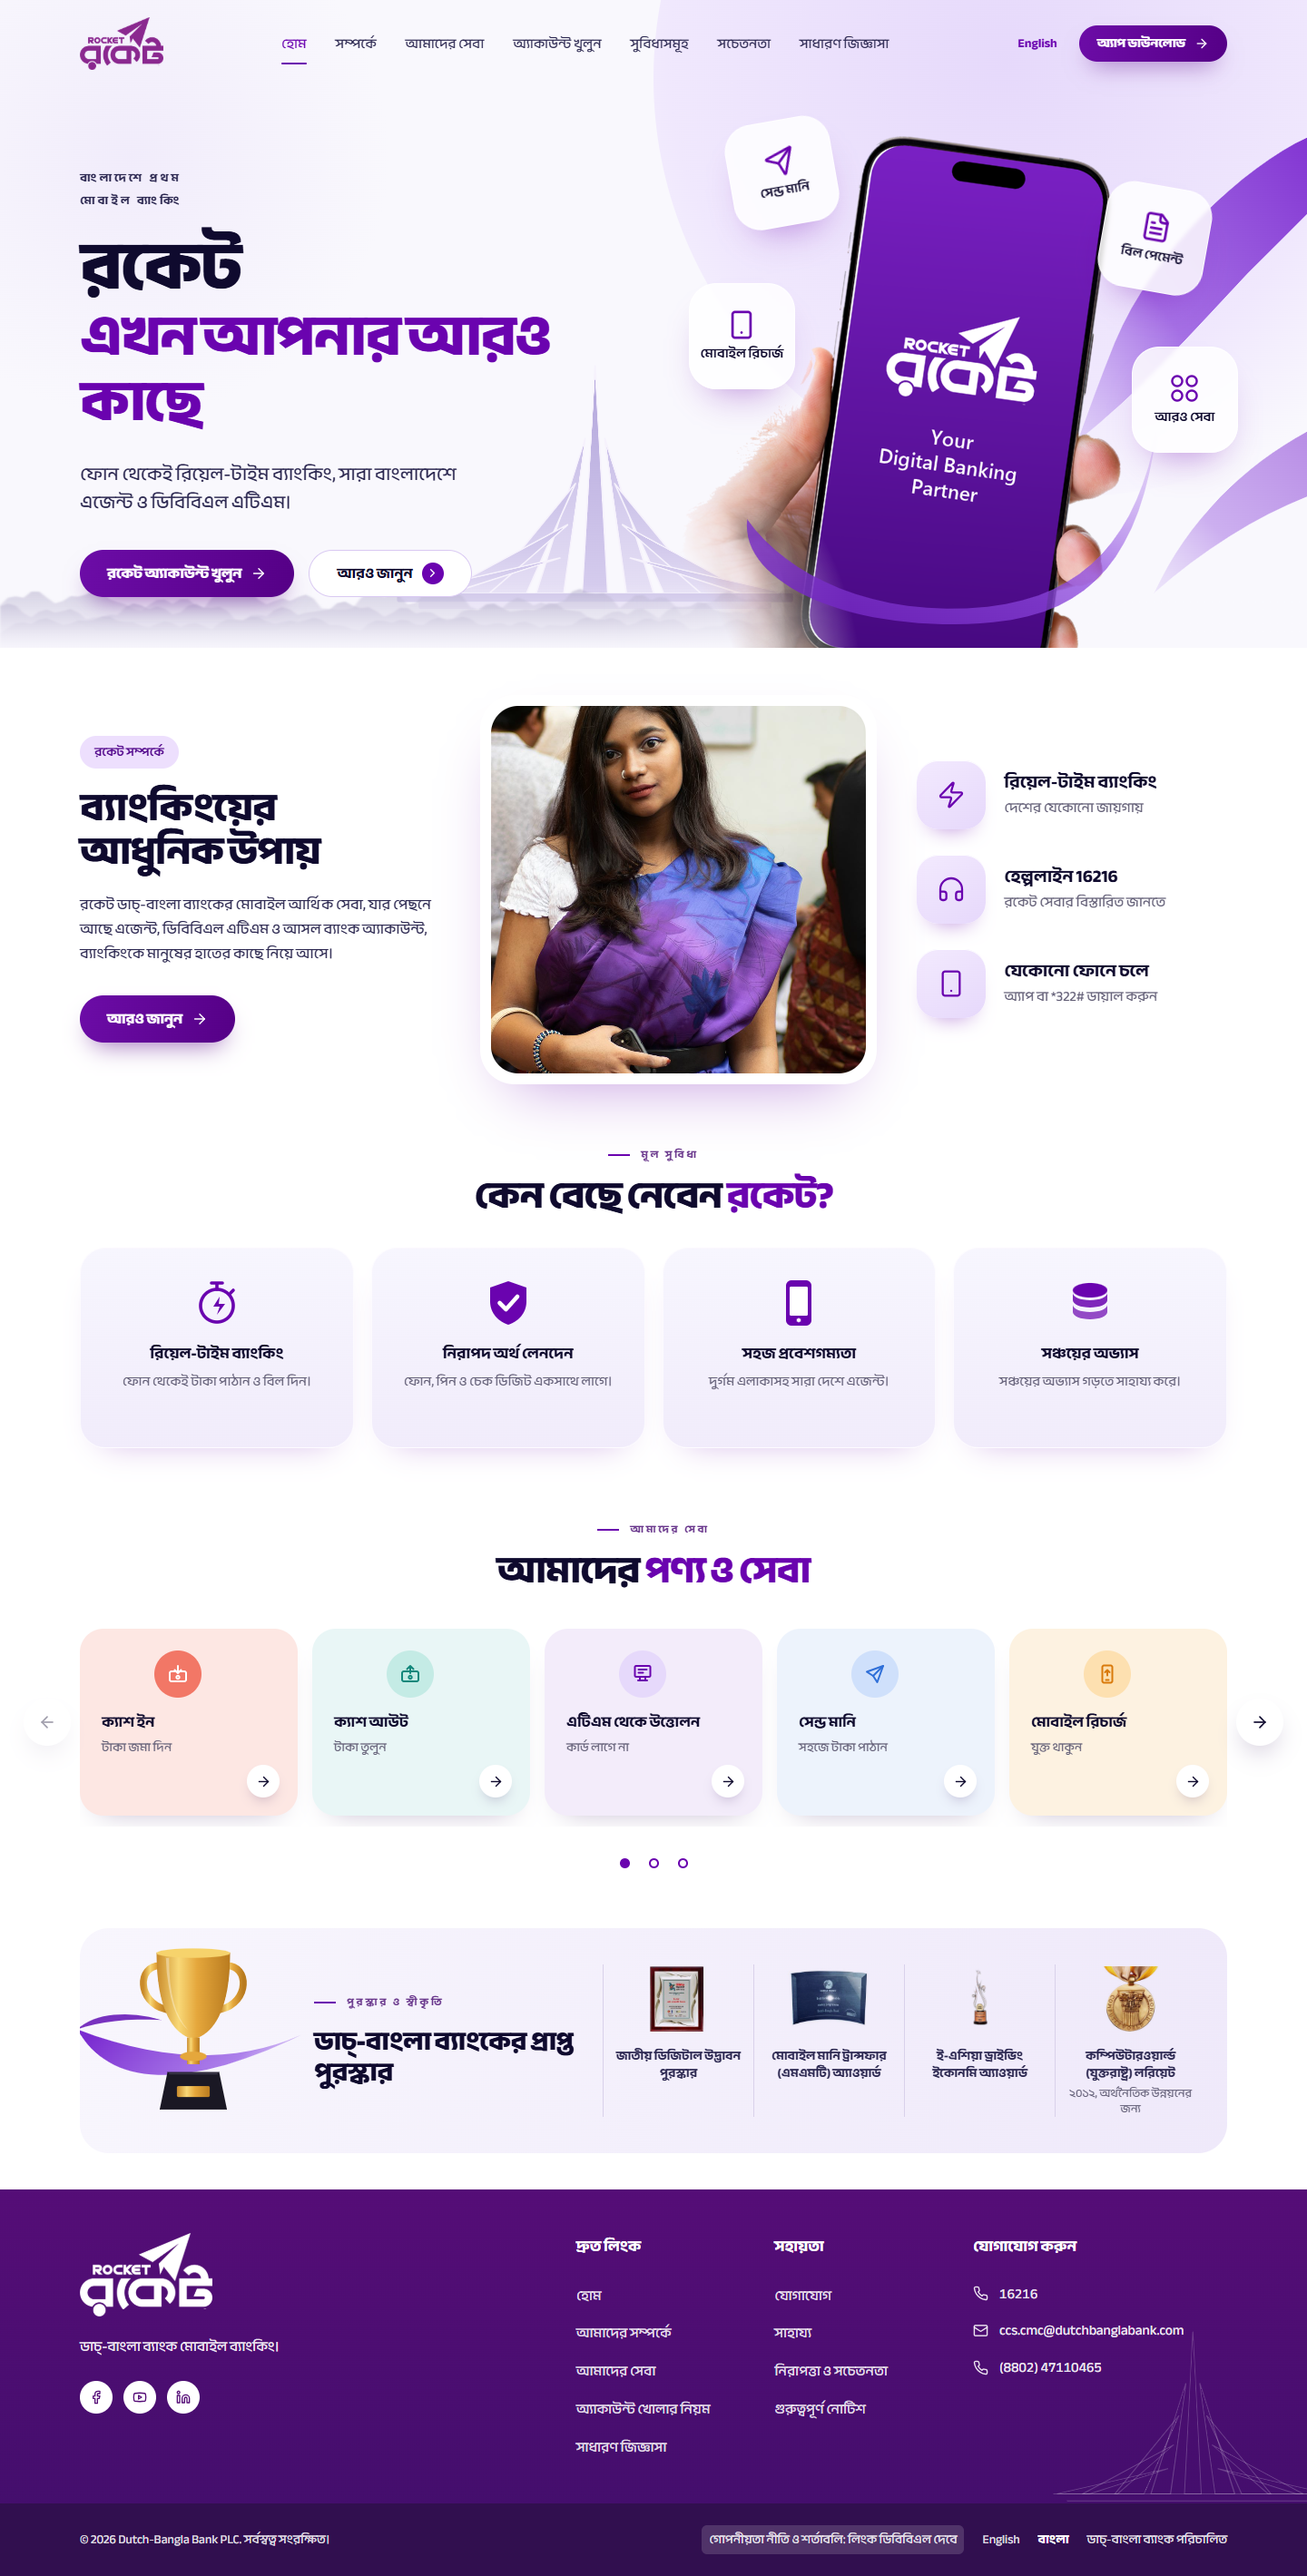 ROCKET
রকেট
হোম
সম্পর্কে
আমাদের সেবা
অ্যাকাউন্ট খুলুন
সুবিধাসমূহ
সচেতনতা
সাধারণ জিজ্ঞাসা
English
অ্যাপ ডাউনলোড
বাংলাদেশে প্রথম
মোবাইল ব্যাংকিং
রকেট
এখন আপনার আরও
কাছে
ফোন থেকেই রিয়েল-টাইম ব্যাংকিং, সারা বাংলাদেশে
এজেন্ট ও ডিবিবিএল এটিএম।
রকেট অ্যাকাউন্ট খুলুন
আরও জানুন
সেন্ড মানি
বিল পেমেন্ট
মোবাইল রিচার্জ
আরও সেবা
ROCKET
রকেট
Your
Digital Banking
Partner
রকেট সম্পর্কে
ব্যাংকিংয়ের
আধুনিক উপায়
রকেট ডাচ্-বাংলা ব্যাংকের মোবাইল আর্থিক সেবা, যার পেছনে
আছে এজেন্ট, ডিবিবিএল এটিএম ও আসল ব্যাংক অ্যাকাউন্ট,
ব্যাংকিংকে মানুষের হাতের কাছে নিয়ে আসে।
আরও জানুন
রিয়েল-টাইম ব্যাংকিং
দেশের যেকোনো জায়গায়
হেল্পলাইন 16216
রকেট সেবার বিস্তারিত জানতে
যেকোনো ফোনে চলে
অ্যাপ বা *322# ডায়াল করুন
মূল সুবিধা
কেন বেছে নেবেন রকেট?
রিয়েল-টাইম ব্যাংকিং
ফোন থেকেই টাকা পাঠান ও বিল দিন।
নিরাপদ অর্থ লেনদেন
ফোন, পিন ও চেক ডিজিট একসাথে লাগে।
সহজ প্রবেশগম্যতা
দুর্গম এলাকাসহ সারা দেশে এজেন্ট।
সঞ্চয়ের অভ্যাস
সঞ্চয়ের অভ্যাস গড়তে সাহায্য করে।
আমাদের সেবা
আমাদের পণ্য ও সেবা
ক্যাশ ইন
টাকা জমা দিন
ক্যাশ আউট
টাকা তুলুন
এটিএম থেকে উত্তোলন
কার্ড লাগে না
সেন্ড মানি
সহজে টাকা পাঠান
মোবাইল রিচার্জ
যুক্ত থাকুন
পুরস্কার ও স্বীকৃতি
ডাচ্-বাংলা ব্যাংকের প্রাপ্ত
পুরস্কার
জাতীয় ডিজিটাল উদ্ভাবন
পুরস্কার
মোবাইল মানি ট্রান্সফার
(এমএমটি) অ্যাওয়ার্ড
ই-এশিয়া ড্রাইভিং
ইকোনমি অ্যাওয়ার্ড
কম্পিউটারওয়ার্ল্ড
(যুক্তরাষ্ট্র) লরিয়েট
২০১২, অর্থনৈতিক উন্নয়নের
জন্য
ROCKET
রকেট
ডাচ্-বাংলা ব্যাংক মোবাইল ব্যাংকিং।
দ্রুত লিংক
হোম
আমাদের সম্পর্কে
আমাদের সেবা
অ্যাকাউন্ট খোলার নিয়ম
সাধারণ জিজ্ঞাসা
সহায়তা
যোগাযোগ
সাহায্য
নিরাপত্তা ও সচেতনতা
গুরুত্বপূর্ণ নোটিশ
যোগাযোগ করুন
16216
ccs.cmc@dutchbanglabank.com
(8802) 47110465
© 2026 Dutch-Bangla Bank PLC. সর্বস্বত্ব সংরক্ষিত।
গোপনীয়তা নীতি ও শর্তাবলি: লিংক ডিবিবিএল দেবে
English
বাংলা
ডাচ্-বাংলা ব্যাংক পরিচালিত